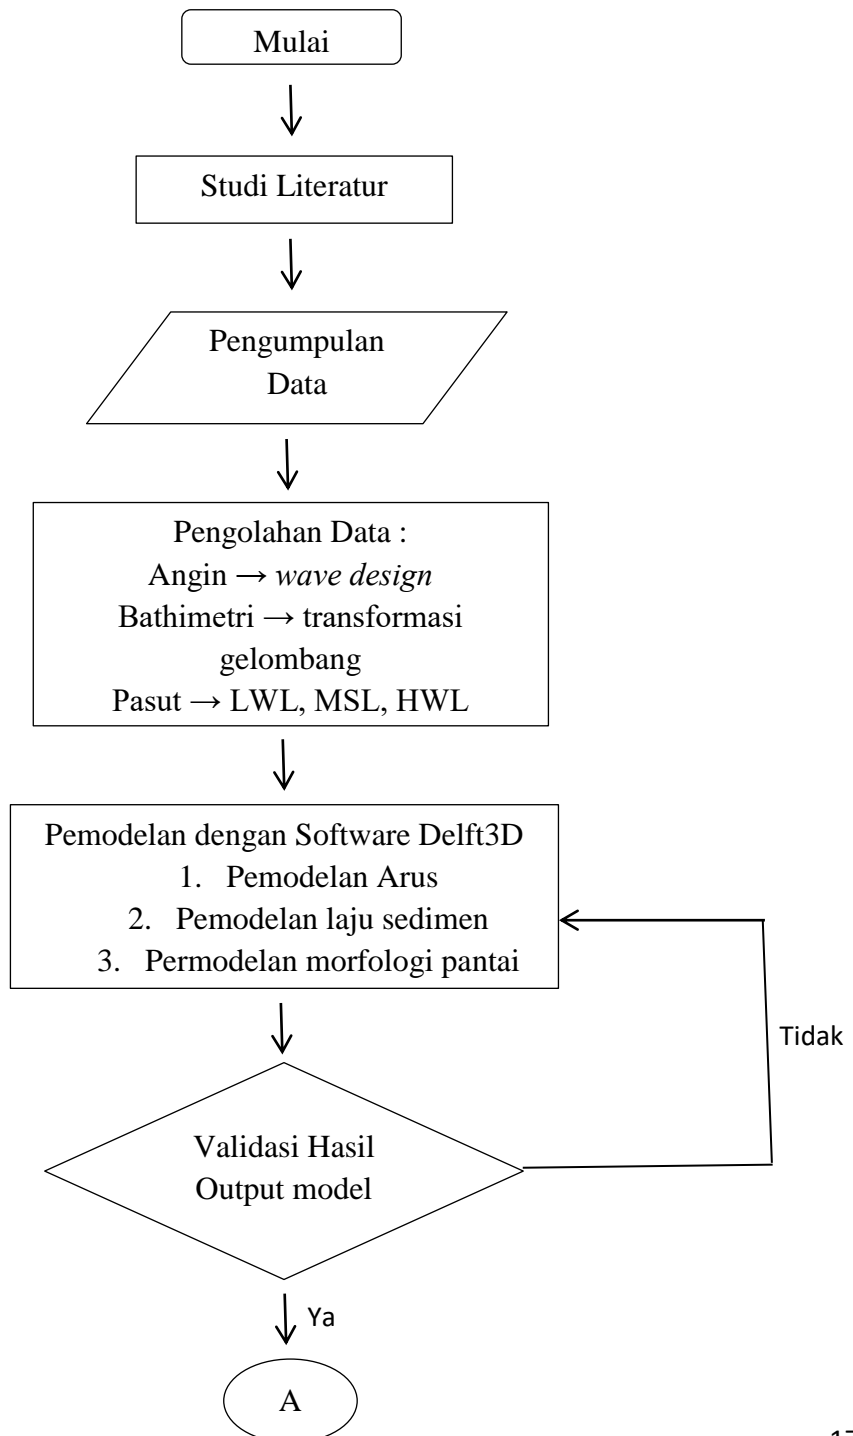 Mulai
Studi Literatur
Pengumpulan
Data
Pengolahan Data :
Angin → wave design
Bathimetri → transformasi
gelombang
Pasut → LWL, MSL, HWL
Pemodelan dengan Software Delft3D
1. Pemodelan Arus
2. Pemodelan laju sedimen
3. Permodelan morfologi pantai
Tidak
Validasi Hasil
Output model
Ya
A